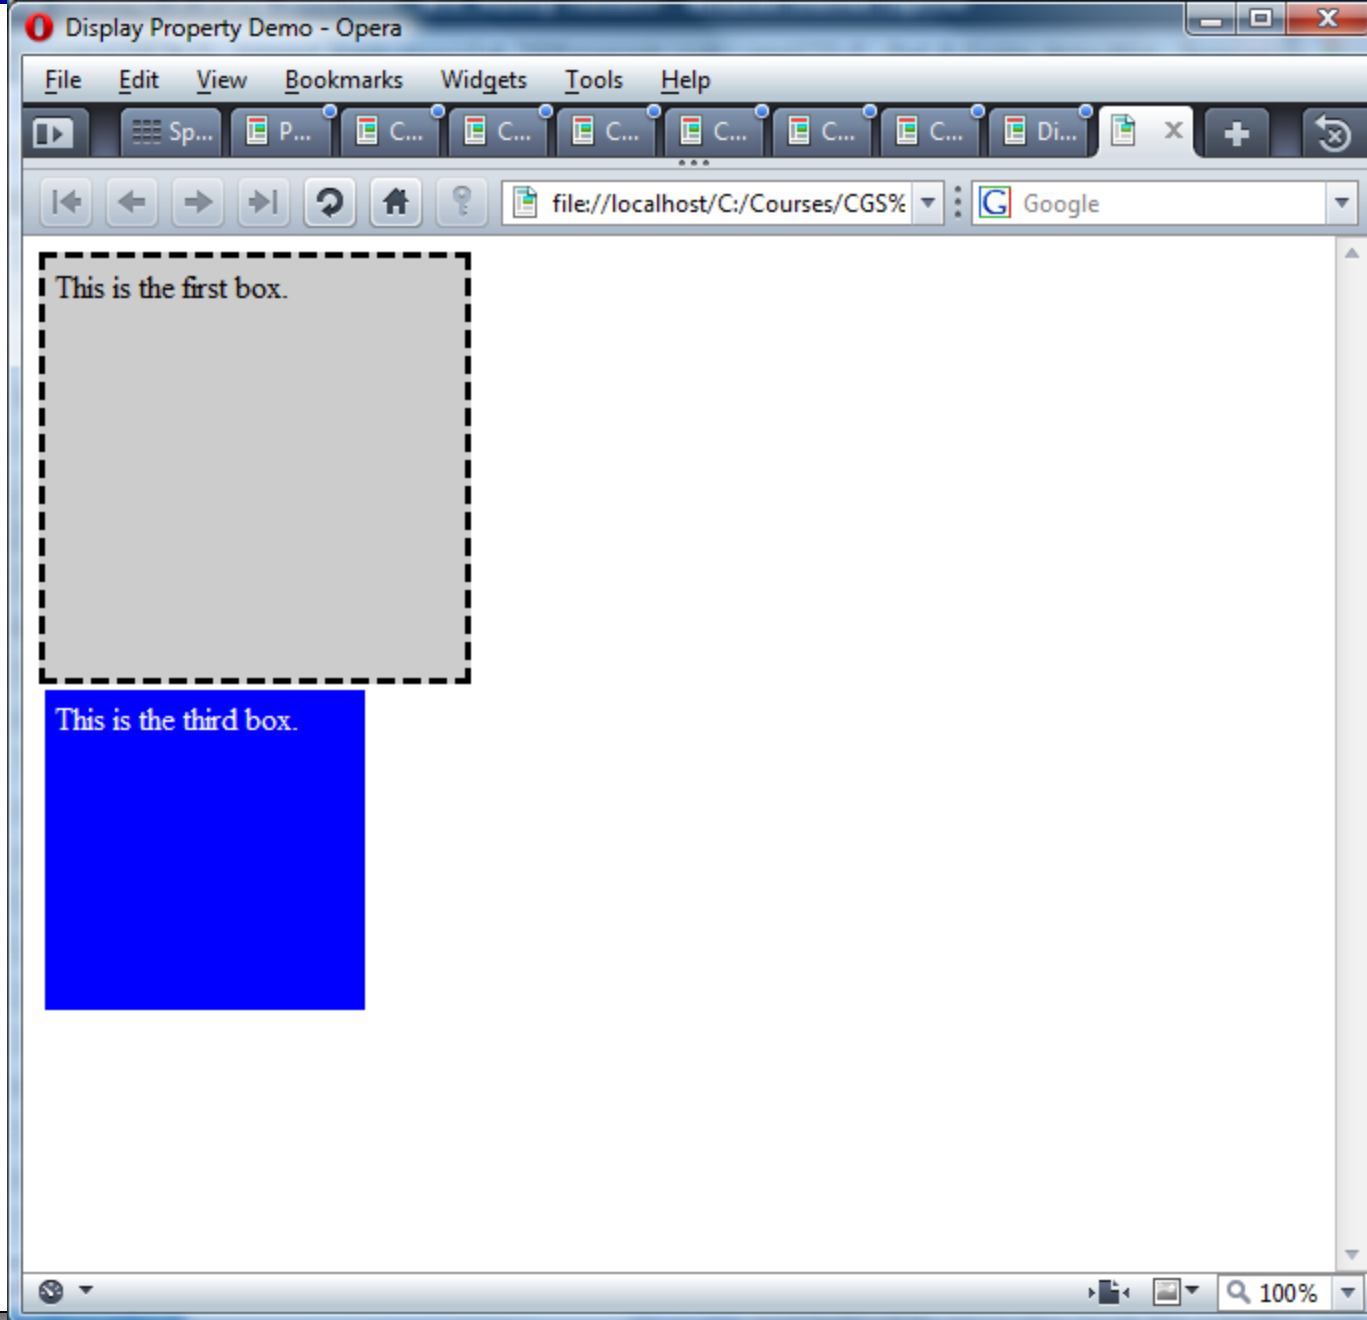 Display Property Demo - Opera
File Edit View Bookmarks Widgets Tools Help
Sp... P... C... C... C... C... C... C... Di...
file://localhost/C:/Courses/CGS% Google
This is the first box.
This is the third box.
100%